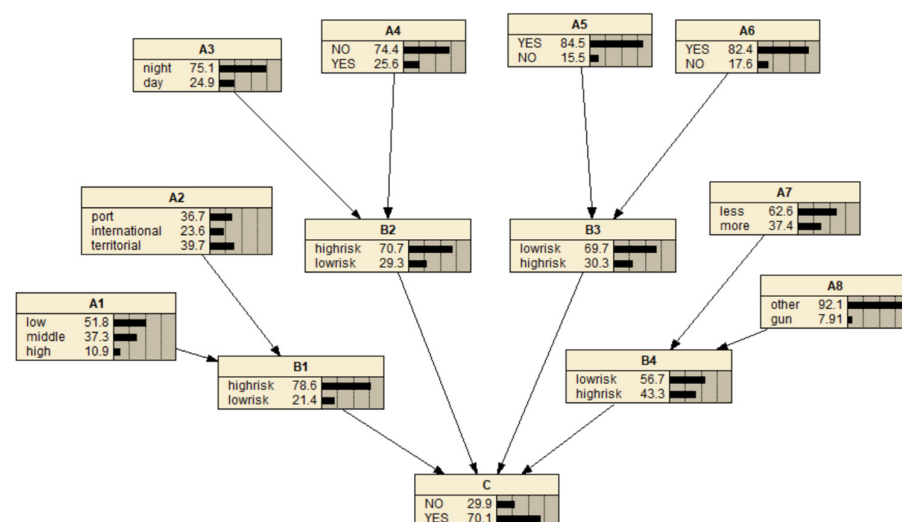 A3
night 75.1
day 24.9
A4
NO 74.4
YES 25.6
A5
YES 84.5
NO 15.5
A6
YES 82.4
NO 17.6
A2
port 36.7
international 23.6
territorial 39.7
B2
highrisk 70.7
lowrisk 29.3
B3
lowrisk 69.7
highrisk 30.3
A7
less 62.6
more 37.4
A1
low 51.8
middle 37.3
high 10.9
A8
other 92.1
gun 7.91
B1
highrisk 78.6
lowrisk 21.4
B4
lowrisk 56.7
highrisk 43.3
C
NO 29.9
YES 70.1